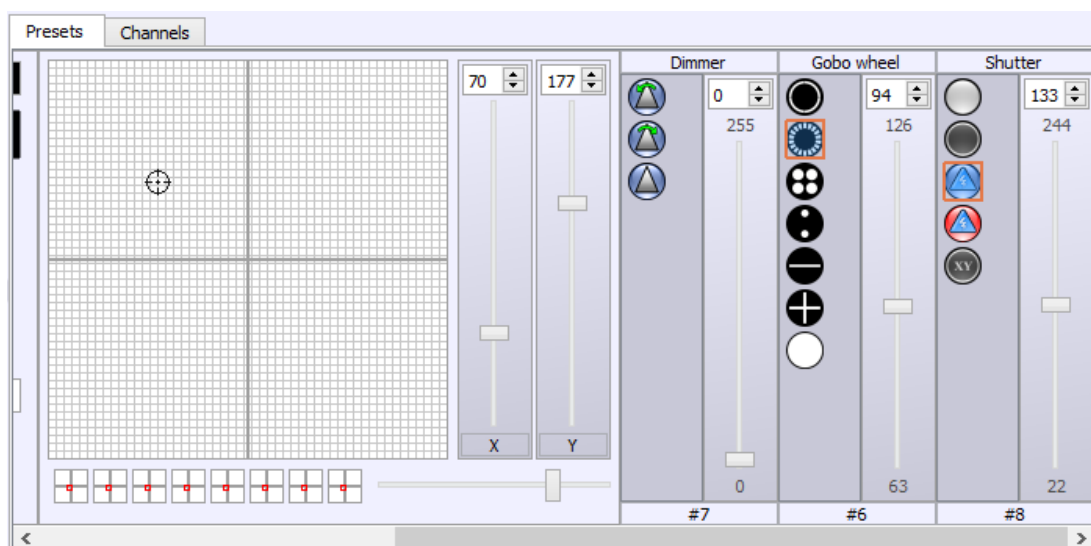 Presets Channels
Dimmer Gobo wheel Shutter
70 177 0 94 133
255 126 244
XY
X Y
0 63 22
#7 #6 #8